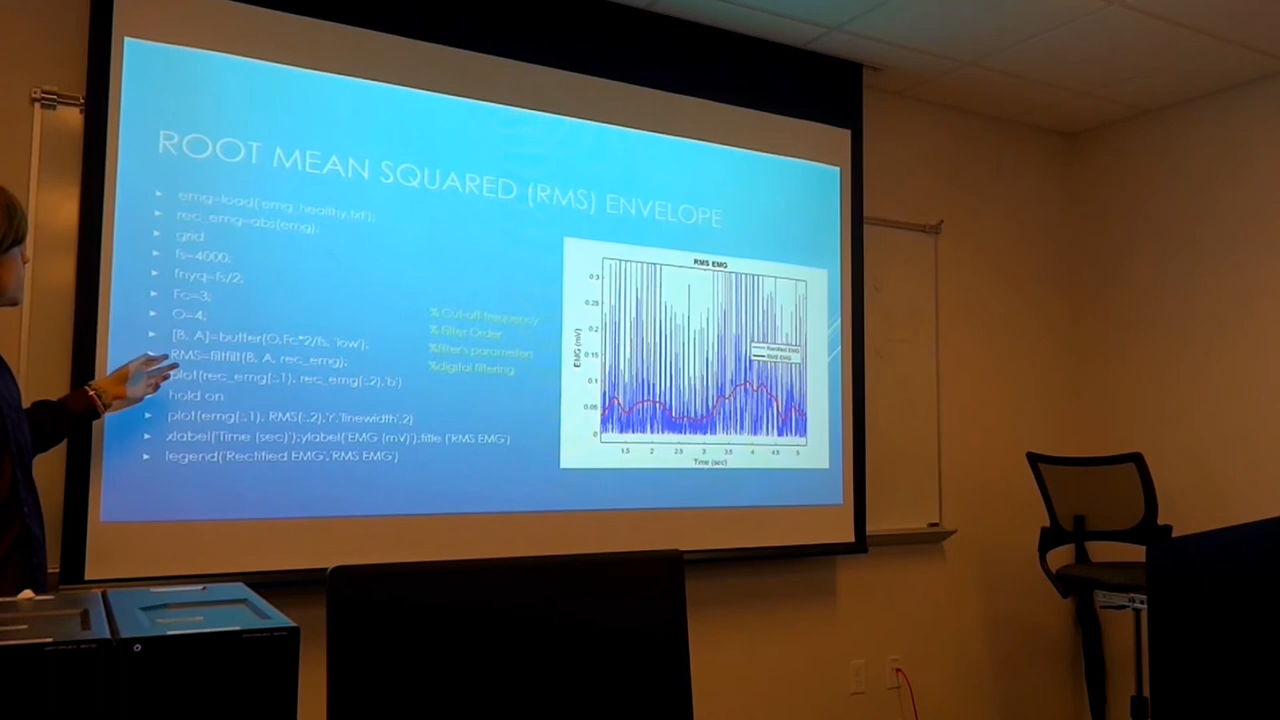 ROOT MEAN SQUARED (RMS) ENVELOPE
emg=load('emg_healthy.txt');
rec_emg=abs(emg);
grid
fs=4000;
fnyq=fs/2;
Fc=3;
O=4;
[B, A]=butter(O,Fc*2/fs, 'low');
RMS=filtfilt(B, A, rec_emg);
plot(rec_emg(:,1), rec_emg(:,2),'b')
hold on
plot(emg(:,1), RMS(:,2),'r','linewidth',2)
xlabel('Time (sec)');ylabel('EMG (mV)');title ('RMS EMG')
legend('Rectified EMG','RMS EMG')
% Cut-off frequency
% Filter Order
%filter's parameters
%digital filtering
RMS EMG
EMG (mV)
0.3
0.25
0.2
0.15
0.1
0.05
0
Rectified EMG
RMS EMG
1.5 2 2.5 3 3.5 4 4.5 5
Time (sec)